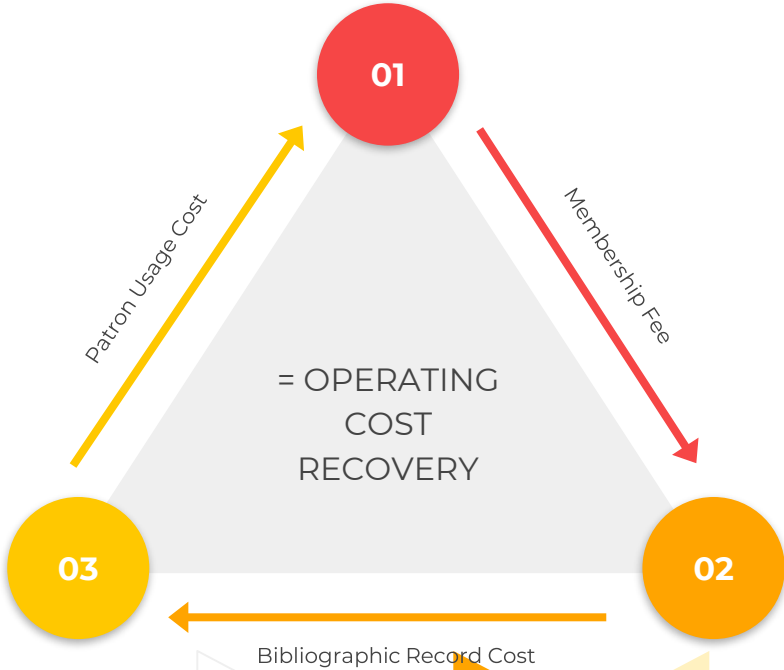 01
Patron Usage Cost
Membership Fee
= OPERATING
COST
RECOVERY
03
02
Bibliographic Record Cost